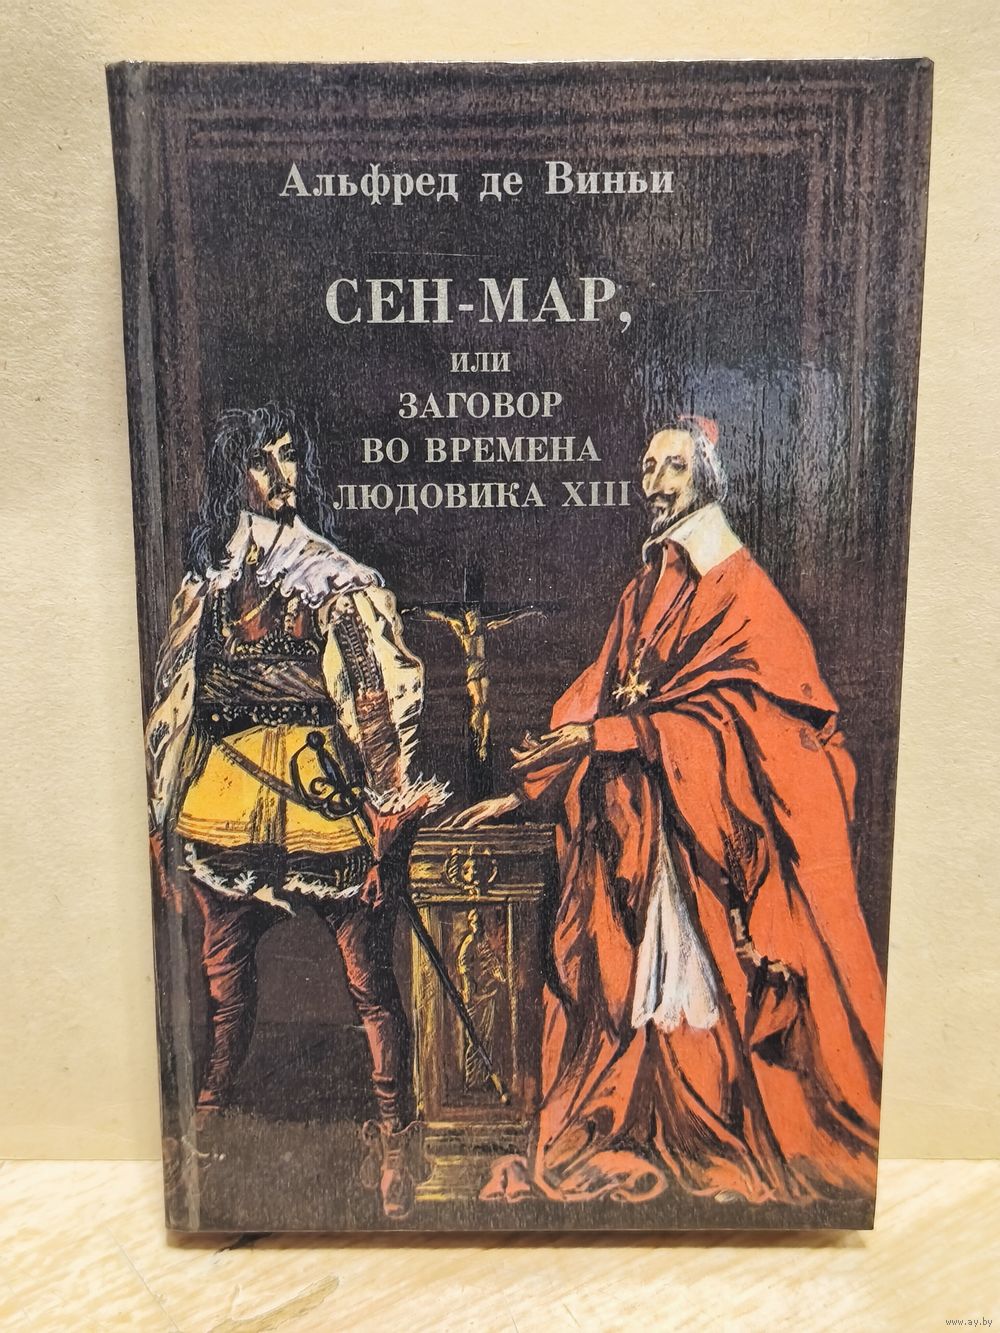 Альфред де Виньи
СЕН-МАР,
или
ЗАГОВОР
ВО ВРЕМЕНА
ЛЮДОВИКА XIII
www.ay.by